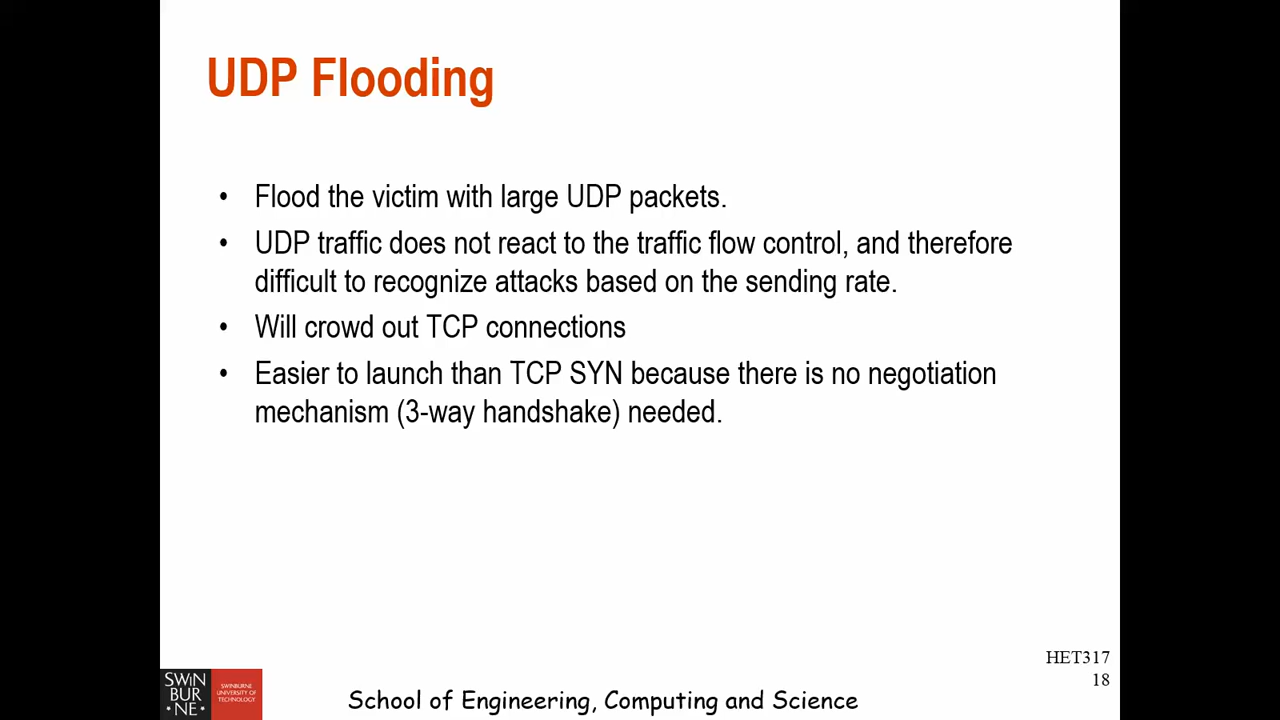 UDP Flooding
• Flood the victim with large UDP packets.
• UDP traffic does not react to the traffic flow control, and therefore
difficult to recognize attacks based on the sending rate.
• Will crowd out TCP connections
• Easier to launch than TCP SYN because there is no negotiation
mechanism (3-way handshake) needed.
HET317
18
SWIN
BUR
NE
SWINBURNE
UNIVERSITY OF
TECHNOLOGY
School of Engineering, Computing and Science